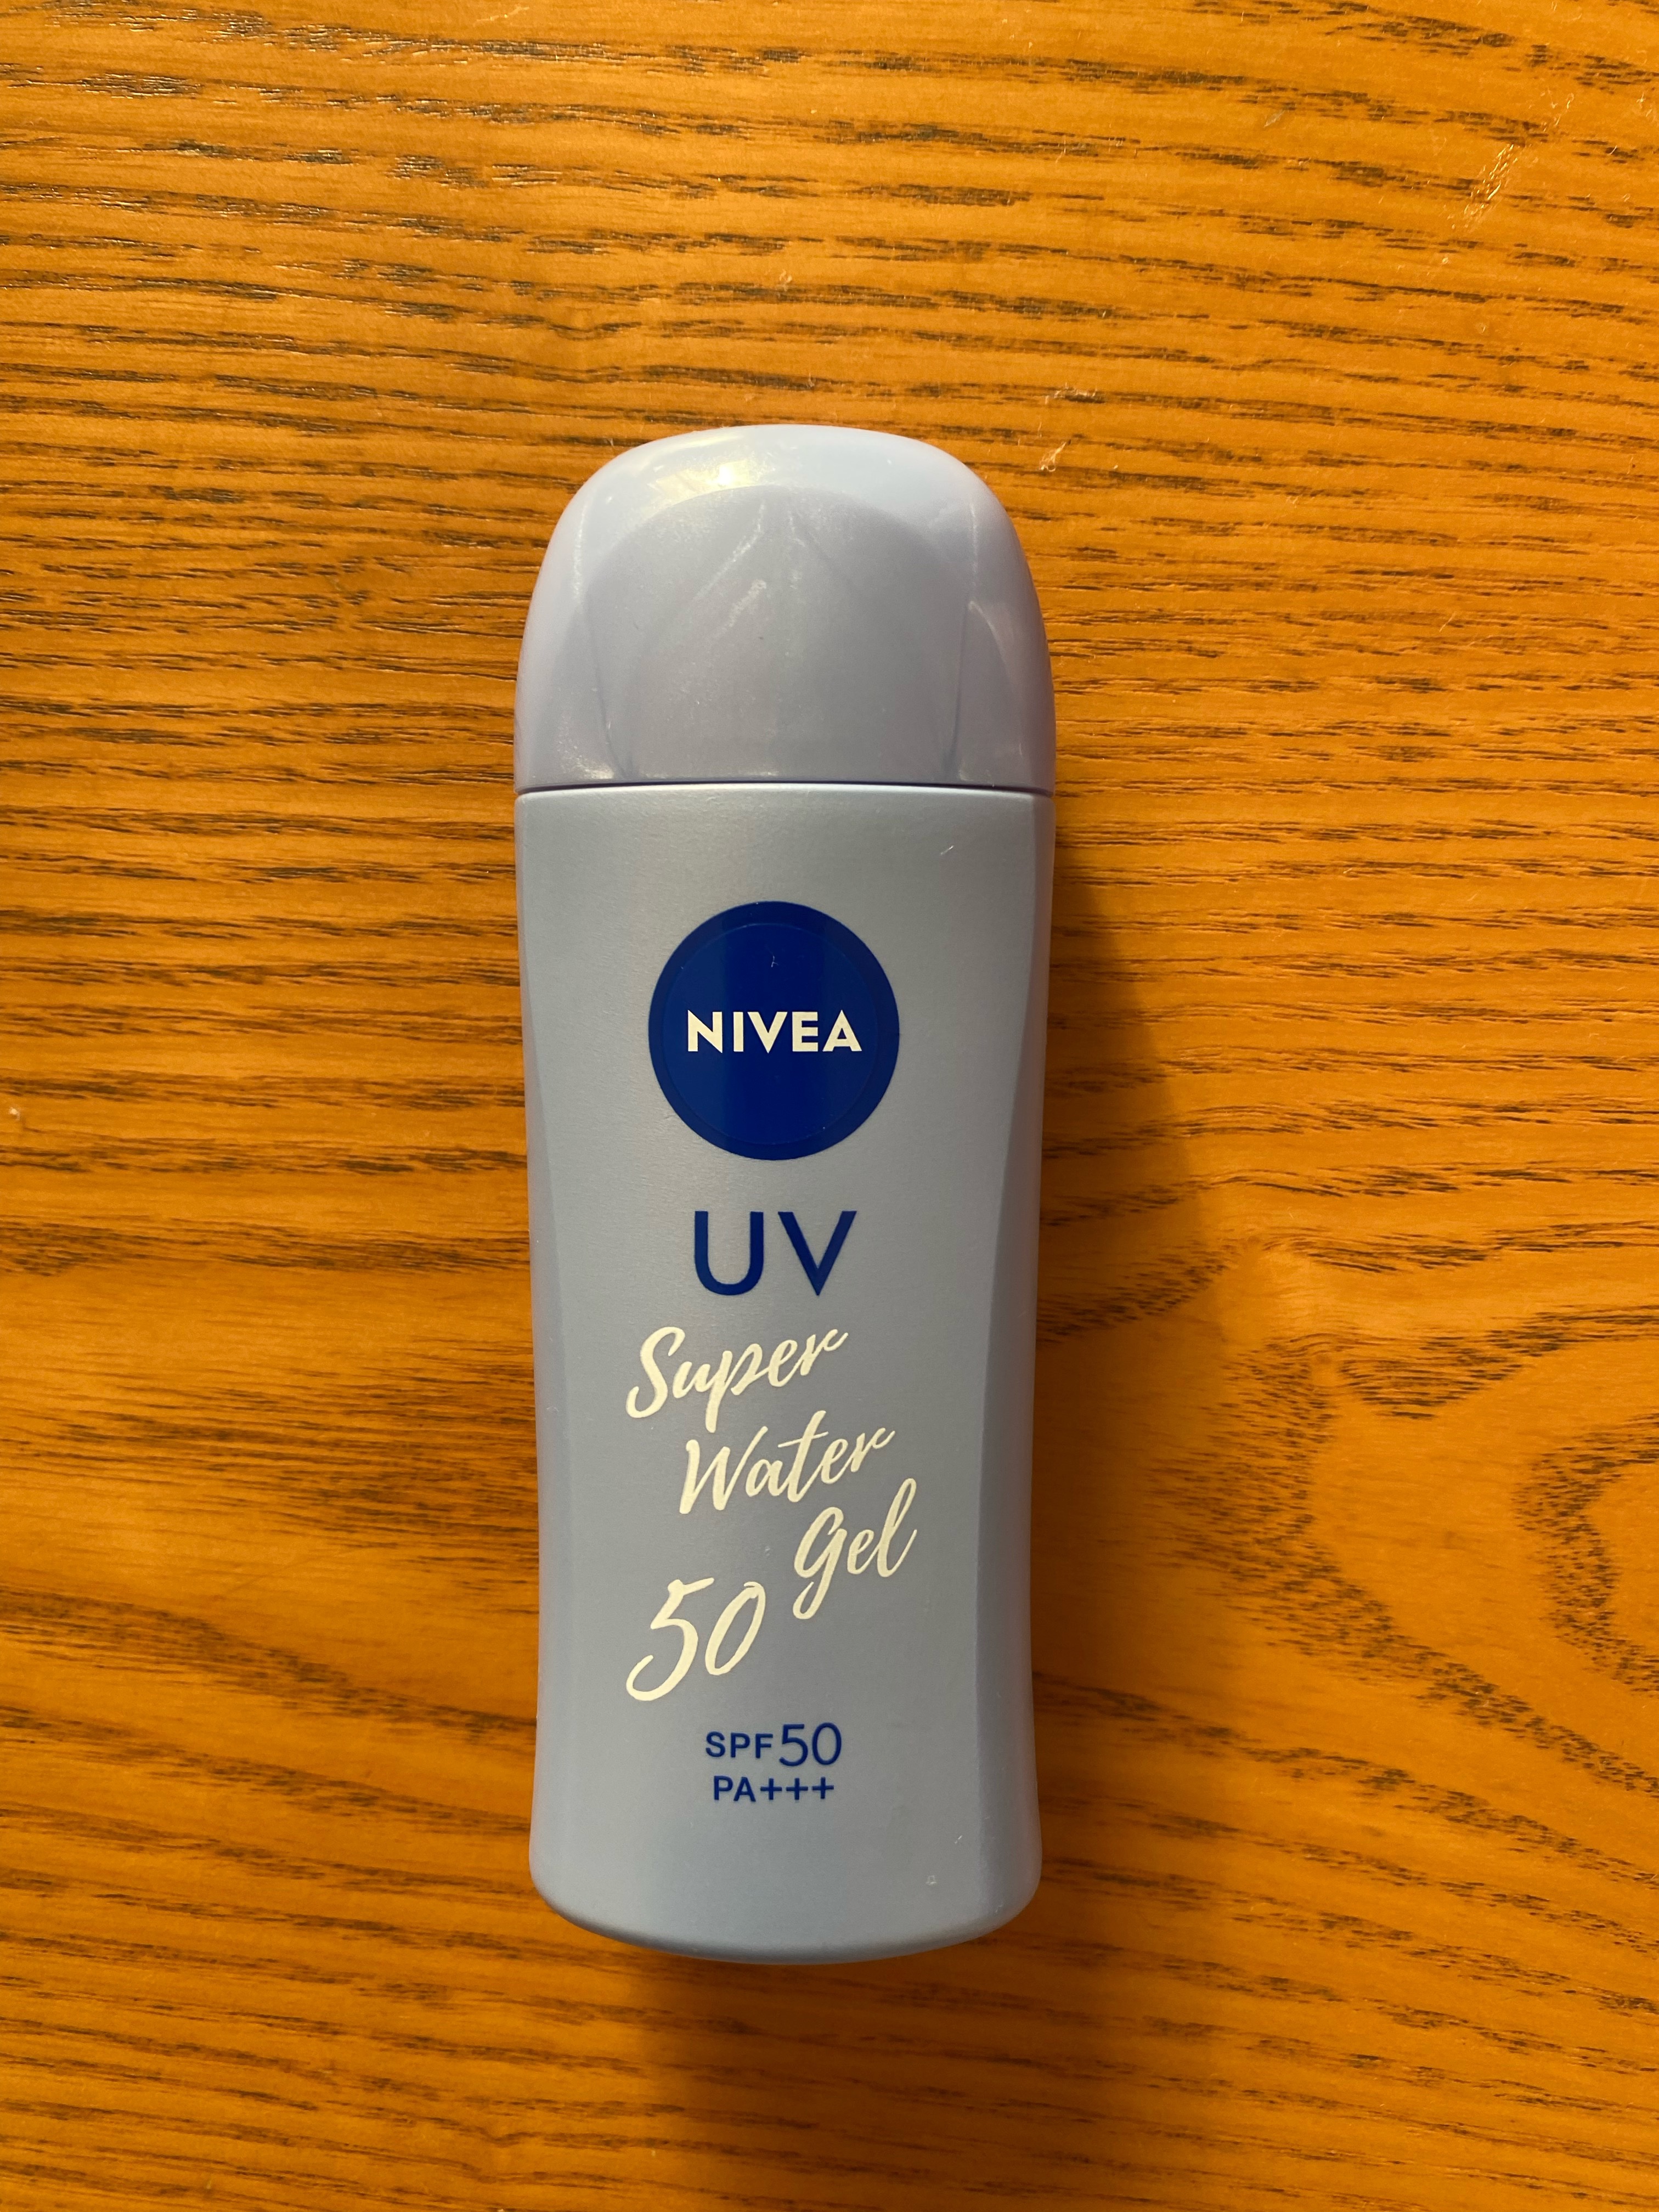 NIVEA
UV
Super
Water
Gel
50
SPF50
PA+++